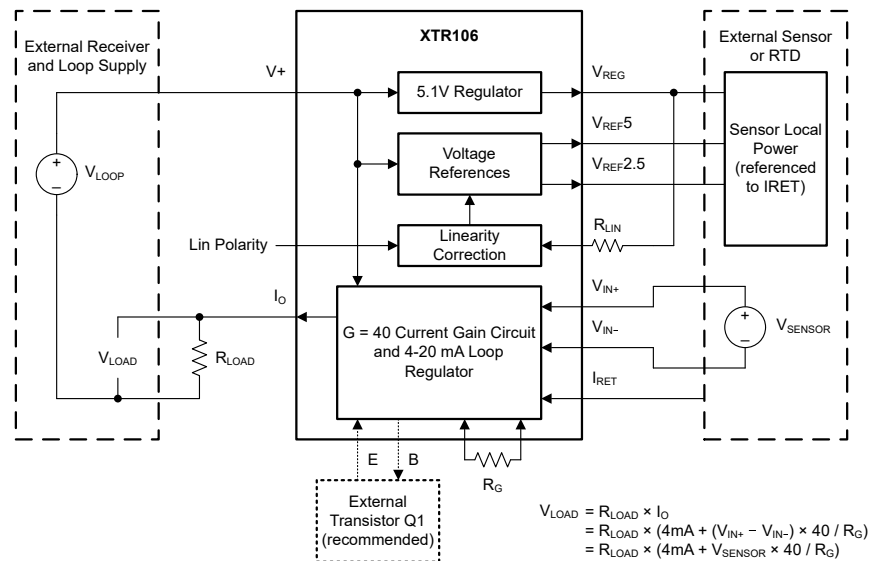 XTR106
External Receiver
and Loop Supply
External Sensor
or RTD
V+
5.1V Regulator
VREG
VREF5
Voltage
References
VREF2.5
Sensor Local
Power
(referenced
to IRET)
VLOOP
+
−
Lin Polarity
Linearity
Correction
RLIN
IO
G = 40 Current Gain Circuit
and 4-20 mA Loop
Regulator
VIN+
VIN−
+
−
VSENSOR
VLOAD
RLOAD
IRET
E
B
RG
External
Transistor Q1
(recommended)
VLOAD = RLOAD × IO
= RLOAD × (4mA + (VIN+ − VIN−) × 40 / RG)
= RLOAD × (4mA + VSENSOR × 40 / RG)